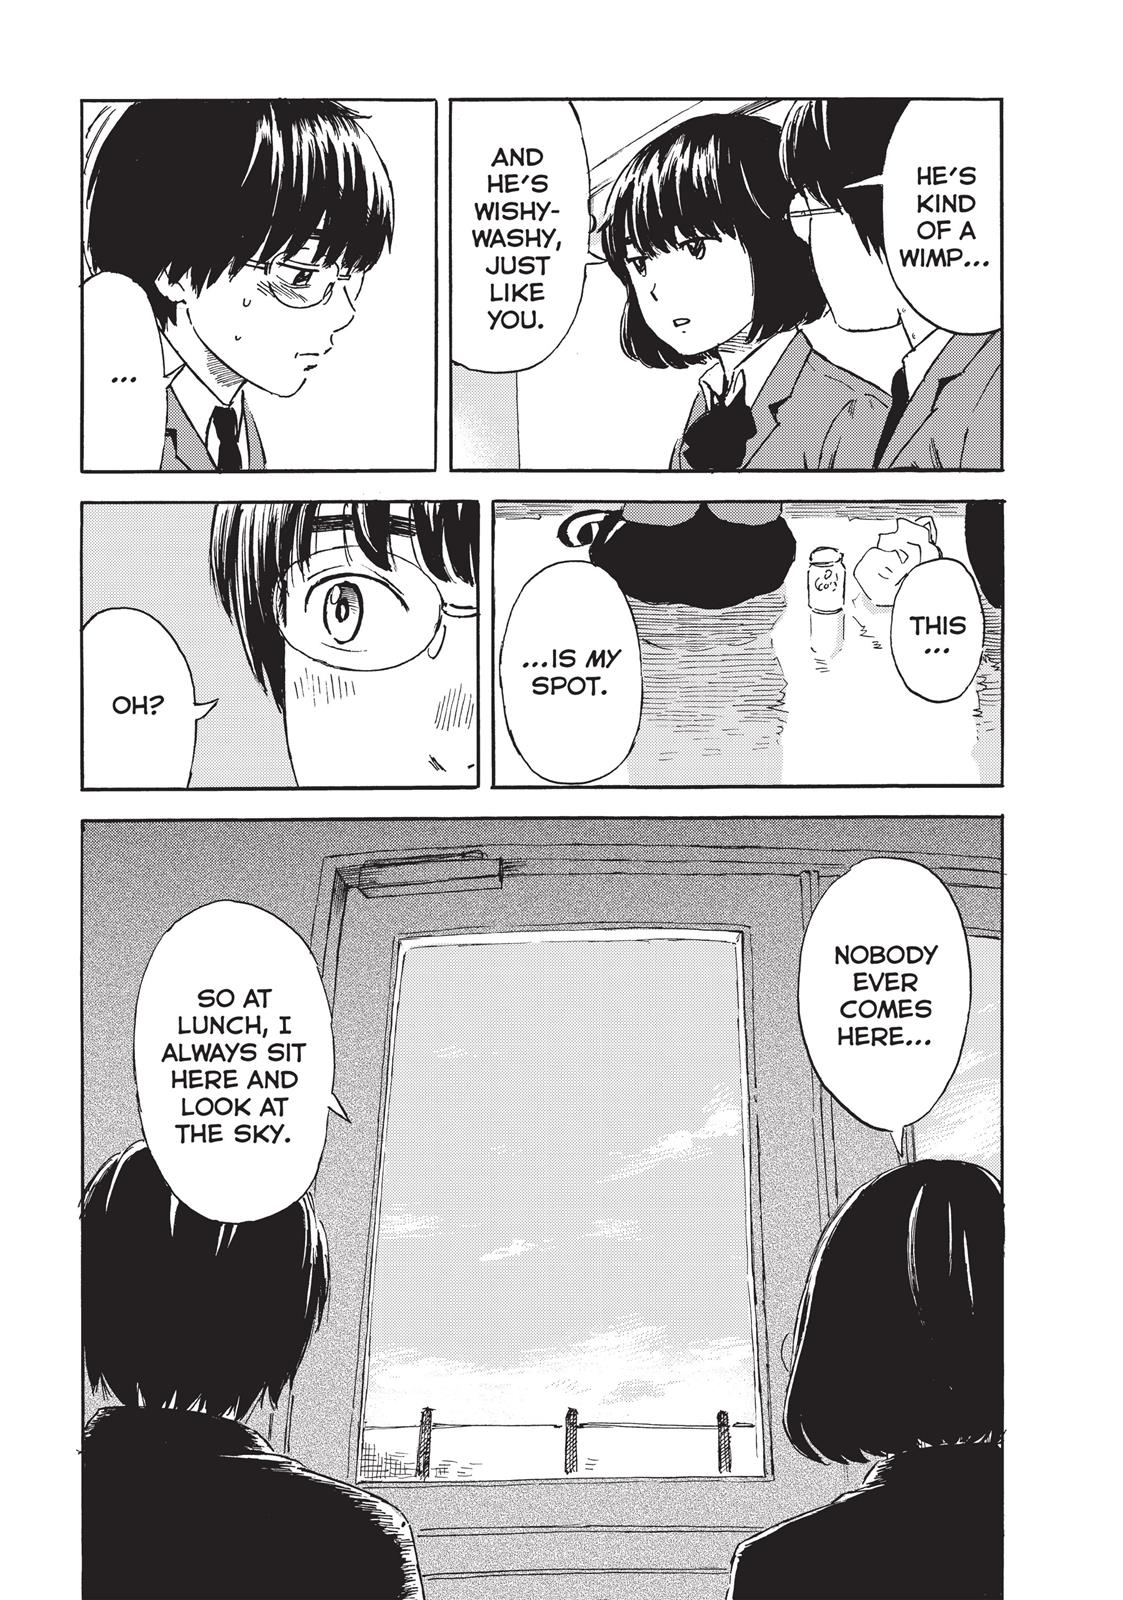 HE'S
KIND
OF A
WIMP...
AND
HE'S
WISHY-
WASHY,
JUST
LIKE
YOU.
...
THIS
...
...IS MY
SPOT.
OH?
NOBODY
EVER
COMES
HERE...
SO AT
LUNCH, I
ALWAYS SIT
HERE AND
LOOK AT
THE SKY.